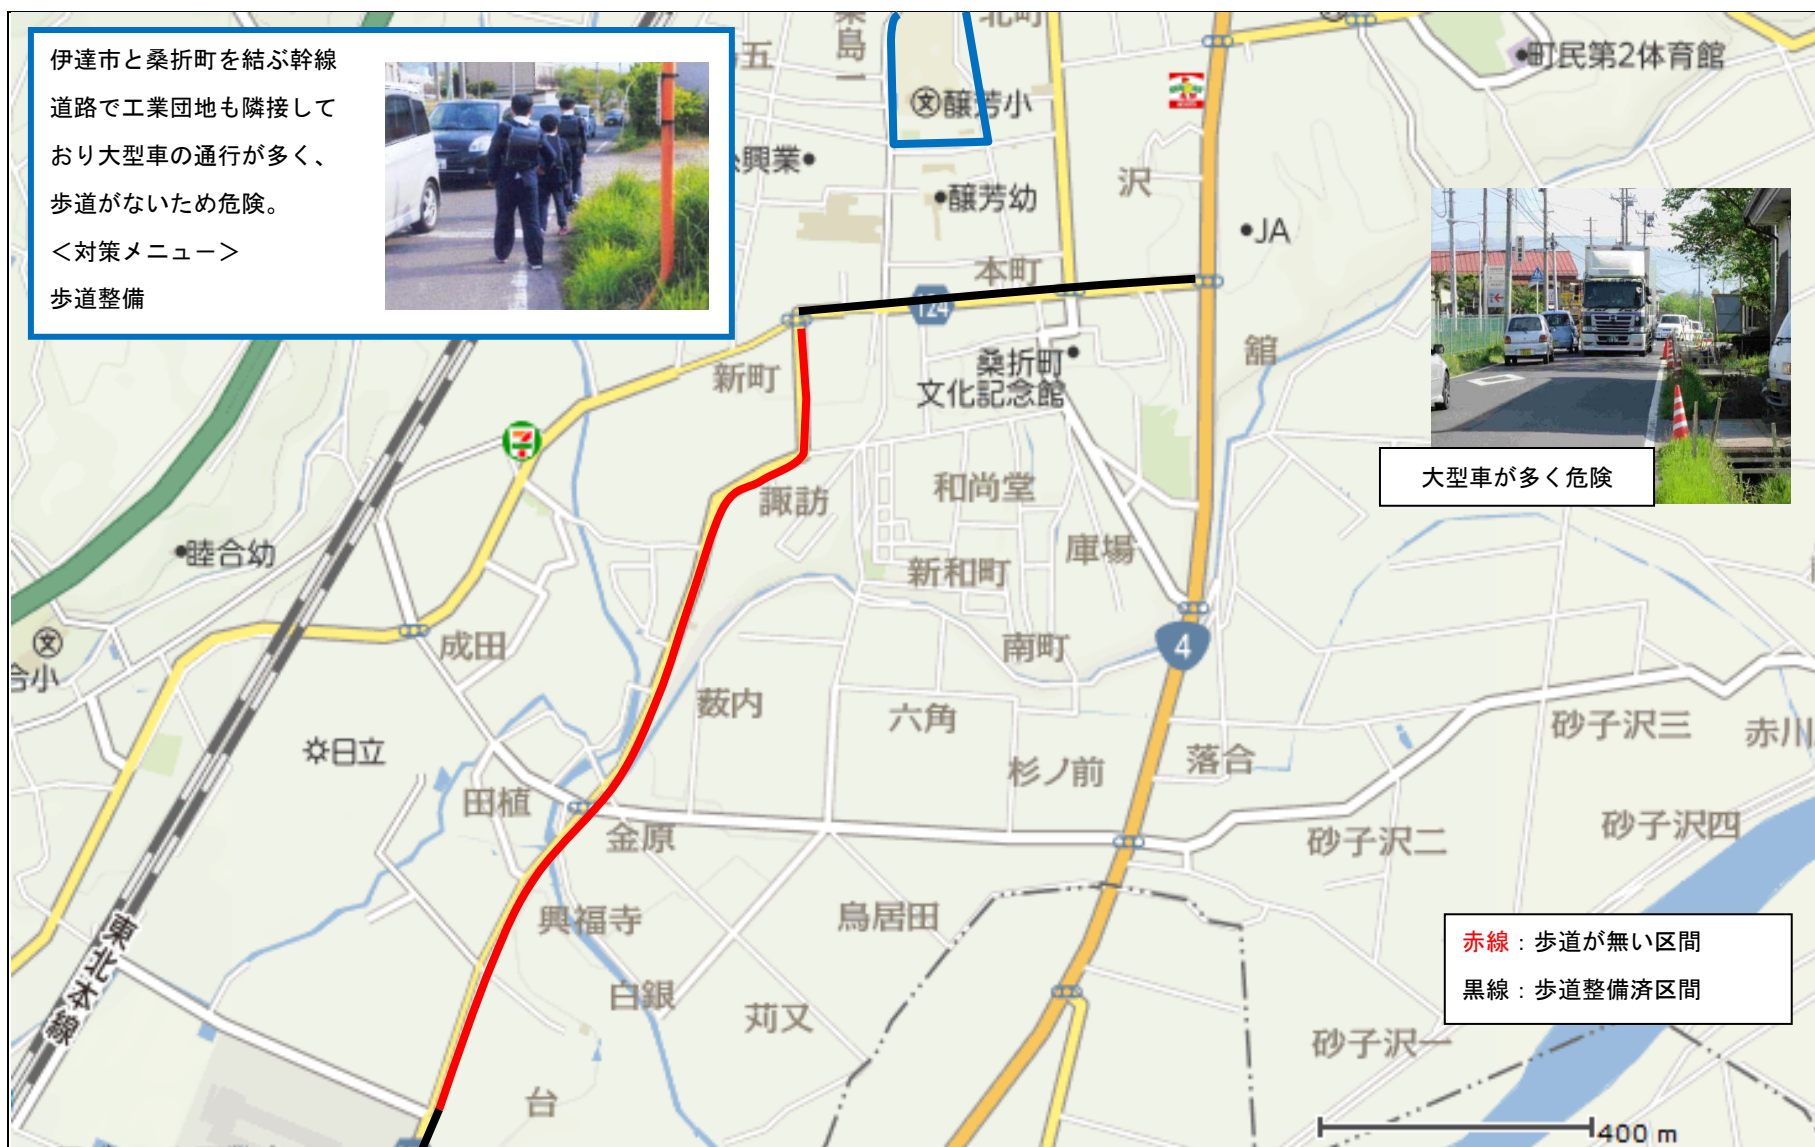 伊達市と桑折町を結ぶ幹線
道路で工業団地も隣接して
おり大型車の通行が多く、
歩道がないため危険。
＜対策メニュー＞
歩道整備
北町
町民第2体育館
五
醸芳小
興業
醸芳幼
沢
JA
本町
124
桑折町
文化記念館
舘
新町
大型車が多く危険
諏訪
和尚堂
睦合幼
庫場
新和町
成田
南町
4
合小
薮内
六角
砂子沢三
赤川
日立
杉ノ前
落合
田植
金原
砂子沢二
砂子沢四
興福寺
鳥居田
東北本線
赤線：歩道が無い区間
黒線：歩道整備済区間
白銀
苅又
砂子沢一
台
400 m